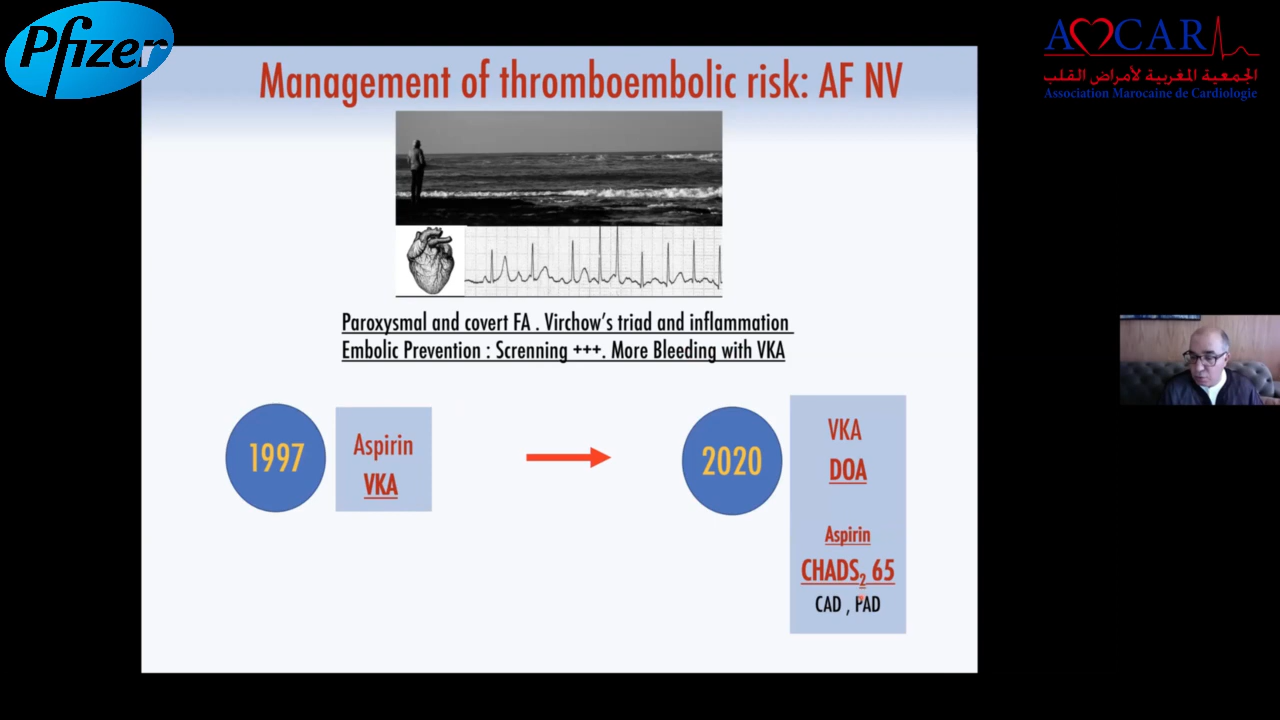 Pfizer
AMCAR
الجمعية المغربية لأمراض القلب
Association Marocaine de Cardiologie
Management of thromboembolic risk: AF NV
Paroxysmal and covert FA . Virchow's triad and inflammation
Embolic Prevention : Screnning +++. More Bleeding with VKA
1997
Aspirin
VKA
2020
VKA
DOA
Aspirin
CHADS₂ 65
CAD , PAD